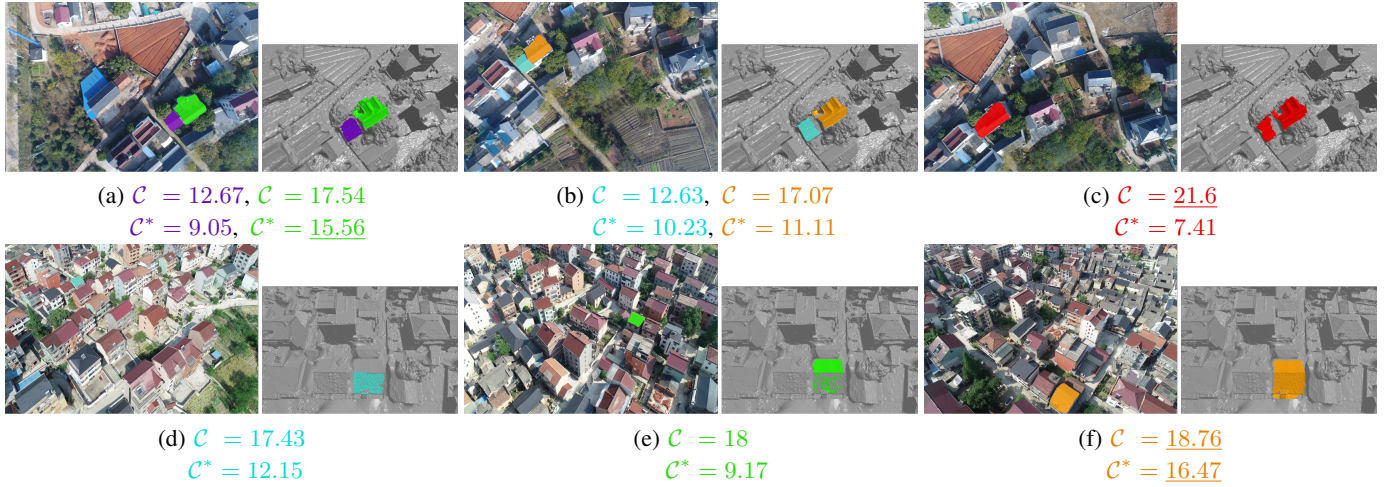 (a) C = 12.67, C = 17.54
C* = 9.05, C* = 15.56
(b) C = 12.63, C = 17.07
C* = 10.23, C* = 11.11
(c) C = 21.6
C* = 7.41
(d) C = 17.43
C* = 12.15
(e) C = 18
C* = 9.17
(f) C = 18.76
C* = 16.47